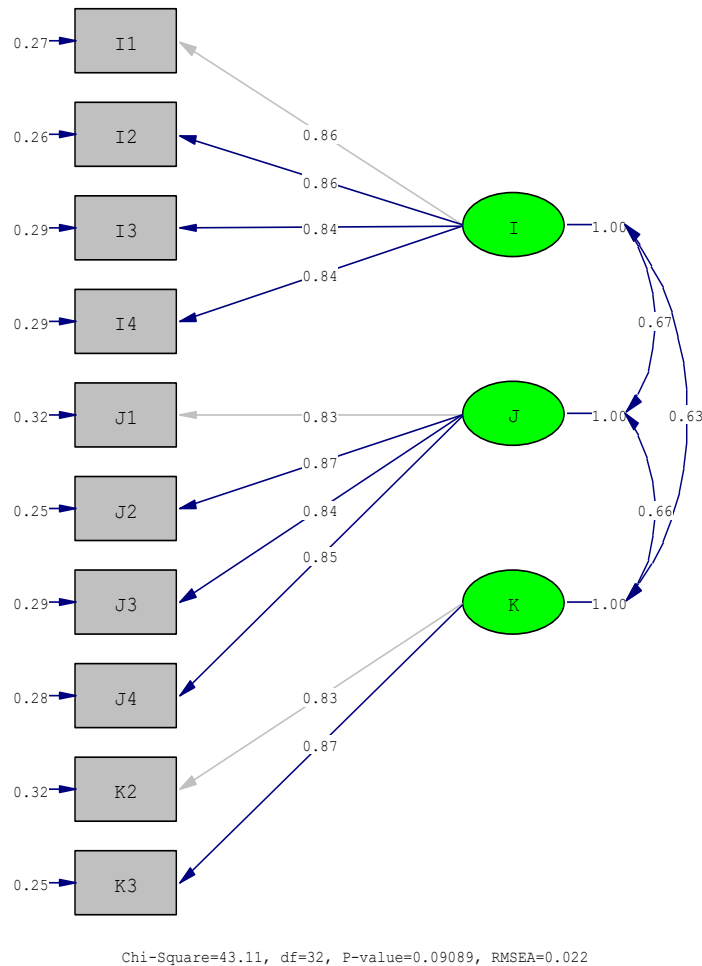 0.27 I1
0.86
0.26 I2
0.86
0.29 I3 0.84 I 1.00
0.84
0.29 I4 0.67
0.32 J1 0.83 J 1.00 0.63
0.87
0.25 J2 0.84 0.66
0.85
0.29 J3 K 1.00
0.28 J4 0.83
0.87
0.32 K2
0.25 K3
Chi-Square=43.11, df=32, P-value=0.09089, RMSEA=0.022